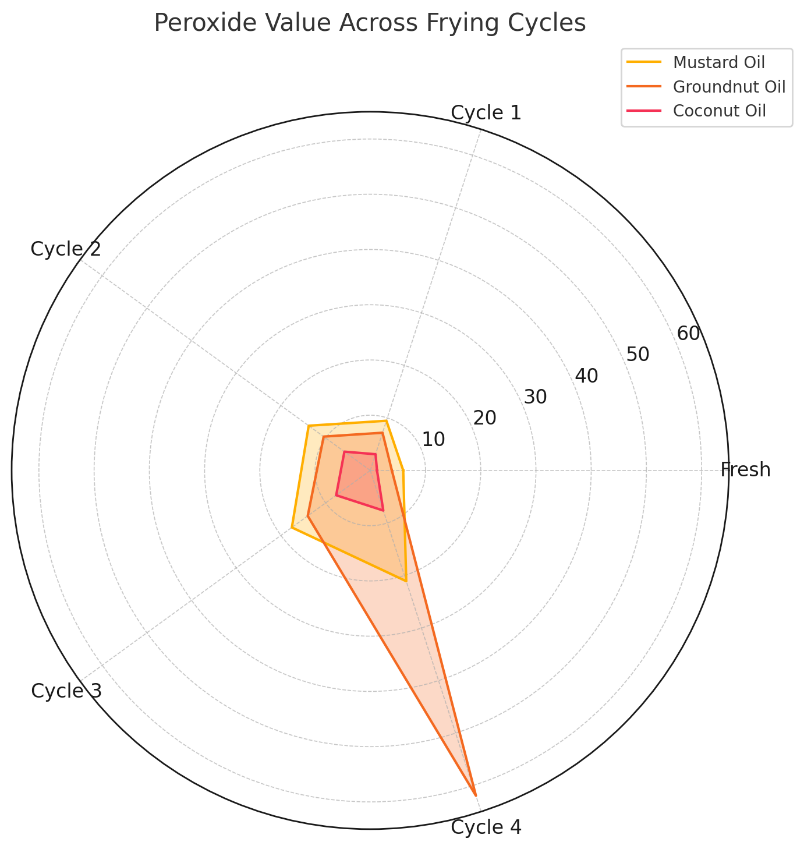 Peroxide Value Across Frying Cycles
Mustard Oil
Groundnut Oil
Coconut Oil
Cycle 1
Cycle 2
60
50
40
30
20
10
Fresh
Cycle 3
Cycle 4